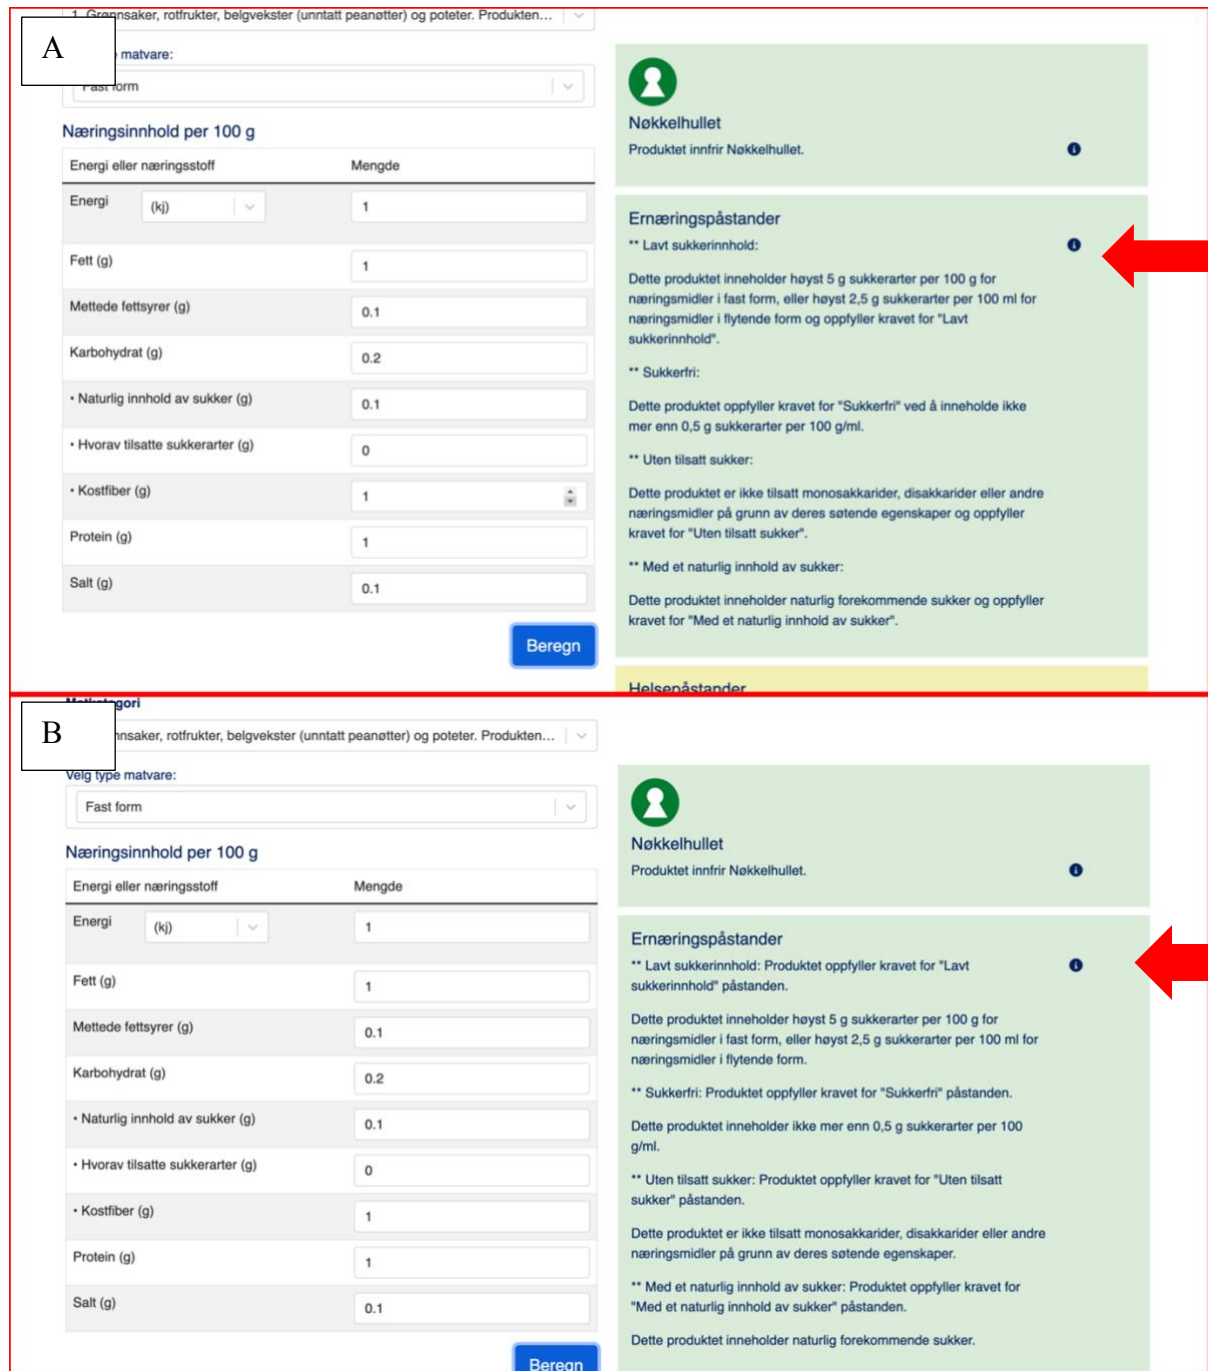 1. Grønnsaker, rotfrukter, belgvekster (unntatt peanøtter) og poteter. Produkten...
A
matvare:
Fast form
Næringsinnhold per 100 g
Energi eller næringsstoff Mengde
Energi (kj) 1
Fett (g) 1
Mettede fettsyrer (g) 0.1
Karbohydrat (g) 0.2
• Naturlig innhold av sukker (g) 0.1
• Hvorav tilsatte sukkerarter (g) 0
• Kostfiber (g) 1
Protein (g) 1
Salt (g) 0.1
Beregn
Nøkkelhullet
Produktet innfrir Nøkkelhullet.
Ernæringspåstander
** Lavt sukkerinnhold:
Dette produktet inneholder høyst 5 g sukkerarter per 100 g for
næringsmidler i fast form, eller høyst 2,5 g sukkerarter per 100 ml for
næringsmidler i flytende form og oppfyller kravet for "Lavt
sukkerinnhold".
** Sukkerfri:
Dette produktet oppfyller kravet for "Sukkerfri" ved å inneholde ikke
mer enn 0,5 g sukkerarter per 100 g/ml.
** Uten tilsatt sukker:
Dette produktet er ikke tilsatt monosakkarider, disakkarider eller andre
næringsmidler på grunn av deres søtende egenskaper og oppfyller
kravet for "Uten tilsatt sukker".
** Med et naturlig innhold av sukker:
Dette produktet inneholder naturlig forekommende sukker og oppfyller
kravet for "Med et naturlig innhold av sukker".
Helsepåstander
Matkategori
B
nnsaker, rotfrukter, belgvekster (unntatt peanøtter) og poteter. Produkten...
Velg type matvare:
Fast form
Næringsinnhold per 100 g
Energi eller næringsstoff Mengde
Energi (kj) 1
Fett (g) 1
Mettede fettsyrer (g) 0.1
Karbohydrat (g) 0.2
• Naturlig innhold av sukker (g) 0.1
• Hvorav tilsatte sukkerarter (g) 0
• Kostfiber (g) 1
Protein (g) 1
Salt (g) 0.1
Beregn
Nøkkelhullet
Produktet innfrir Nøkkelhullet.
Ernæringspåstander
** Lavt sukkerinnhold: Produktet oppfyller kravet for "Lavt
sukkerinnhold" påstanden.
Dette produktet inneholder høyst 5 g sukkerarter per 100 g for
næringsmidler i fast form, eller høyst 2,5 g sukkerarter per 100 ml for
næringsmidler i flytende form.
** Sukkerfri: Produktet oppfyller kravet for "Sukkerfri" påstanden.
Dette produktet inneholder ikke mer enn 0,5 g sukkerarter per 100
g/ml.
** Uten tilsatt sukker: Produktet oppfyller kravet for "Uten tilsatt
sukker" påstanden.
Dette produktet er ikke tilsatt monosakkarider, disakkarider eller andre
næringsmidler på grunn av deres søtende egenskaper.
** Med et naturlig innhold av sukker: Produktet oppfyller kravet for
"Med et naturlig innhold av sukker" påstanden.
Dette produktet inneholder naturlig forekommende sukker.